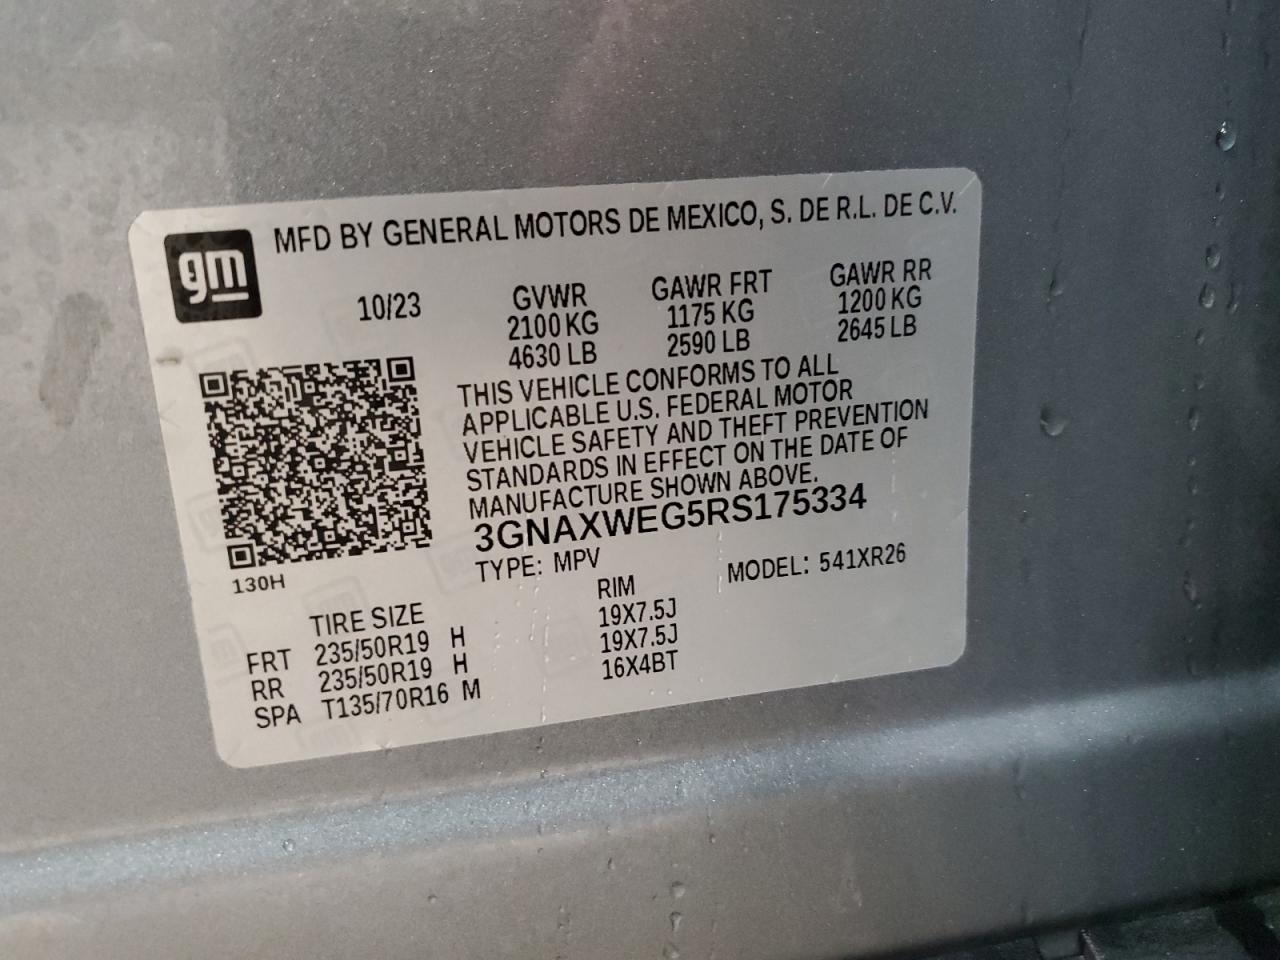 gm
MFD BY GENERAL MOTORS DE MEXICO, S. DE R.L. DE C.V.
10/23 GVWR GAWR FRT GAWR RR
2100 KG 1175 KG 1200 KG
4630 LB 2590 LB 2645 LB
THIS VEHICLE CONFORMS TO ALL
APPLICABLE U.S. FEDERAL MOTOR
VEHICLE SAFETY AND THEFT PREVENTION
STANDARDS IN EFFECT ON THE DATE OF
MANUFACTURE SHOWN ABOVE.
3GNAXWEG5RS175334
TYPE: MPV MODEL: 541XR26
130H
TIRE SIZE RIM
FRT 235/50R19 H 19X7.5J
RR 235/50R19 H 19X7.5J
SPA T135/70R16 M 16X4BT